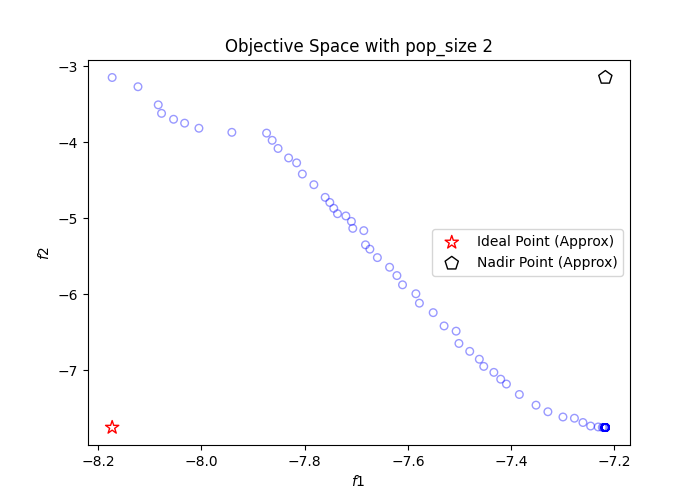 Objective Space with pop_size 2
−3
−4
−5
−6
−7
f2
Ideal Point (Approx)
Nadir Point (Approx)
−8.2
−8.0
−7.8
−7.6
−7.4
−7.2
f1